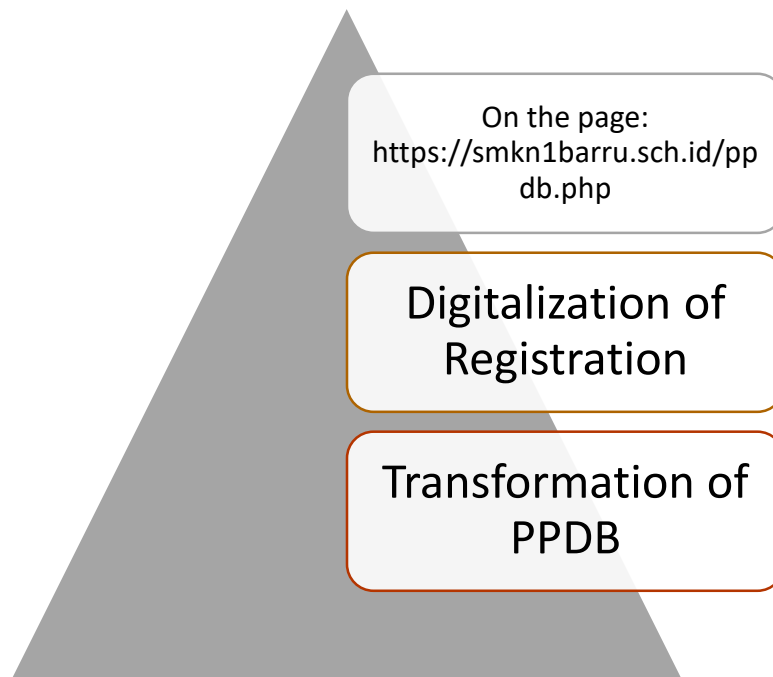 On the page:
https://smkn1barru.sch.id/pp
db.php
Digitalization of
Registration
Transformation of
PPDB